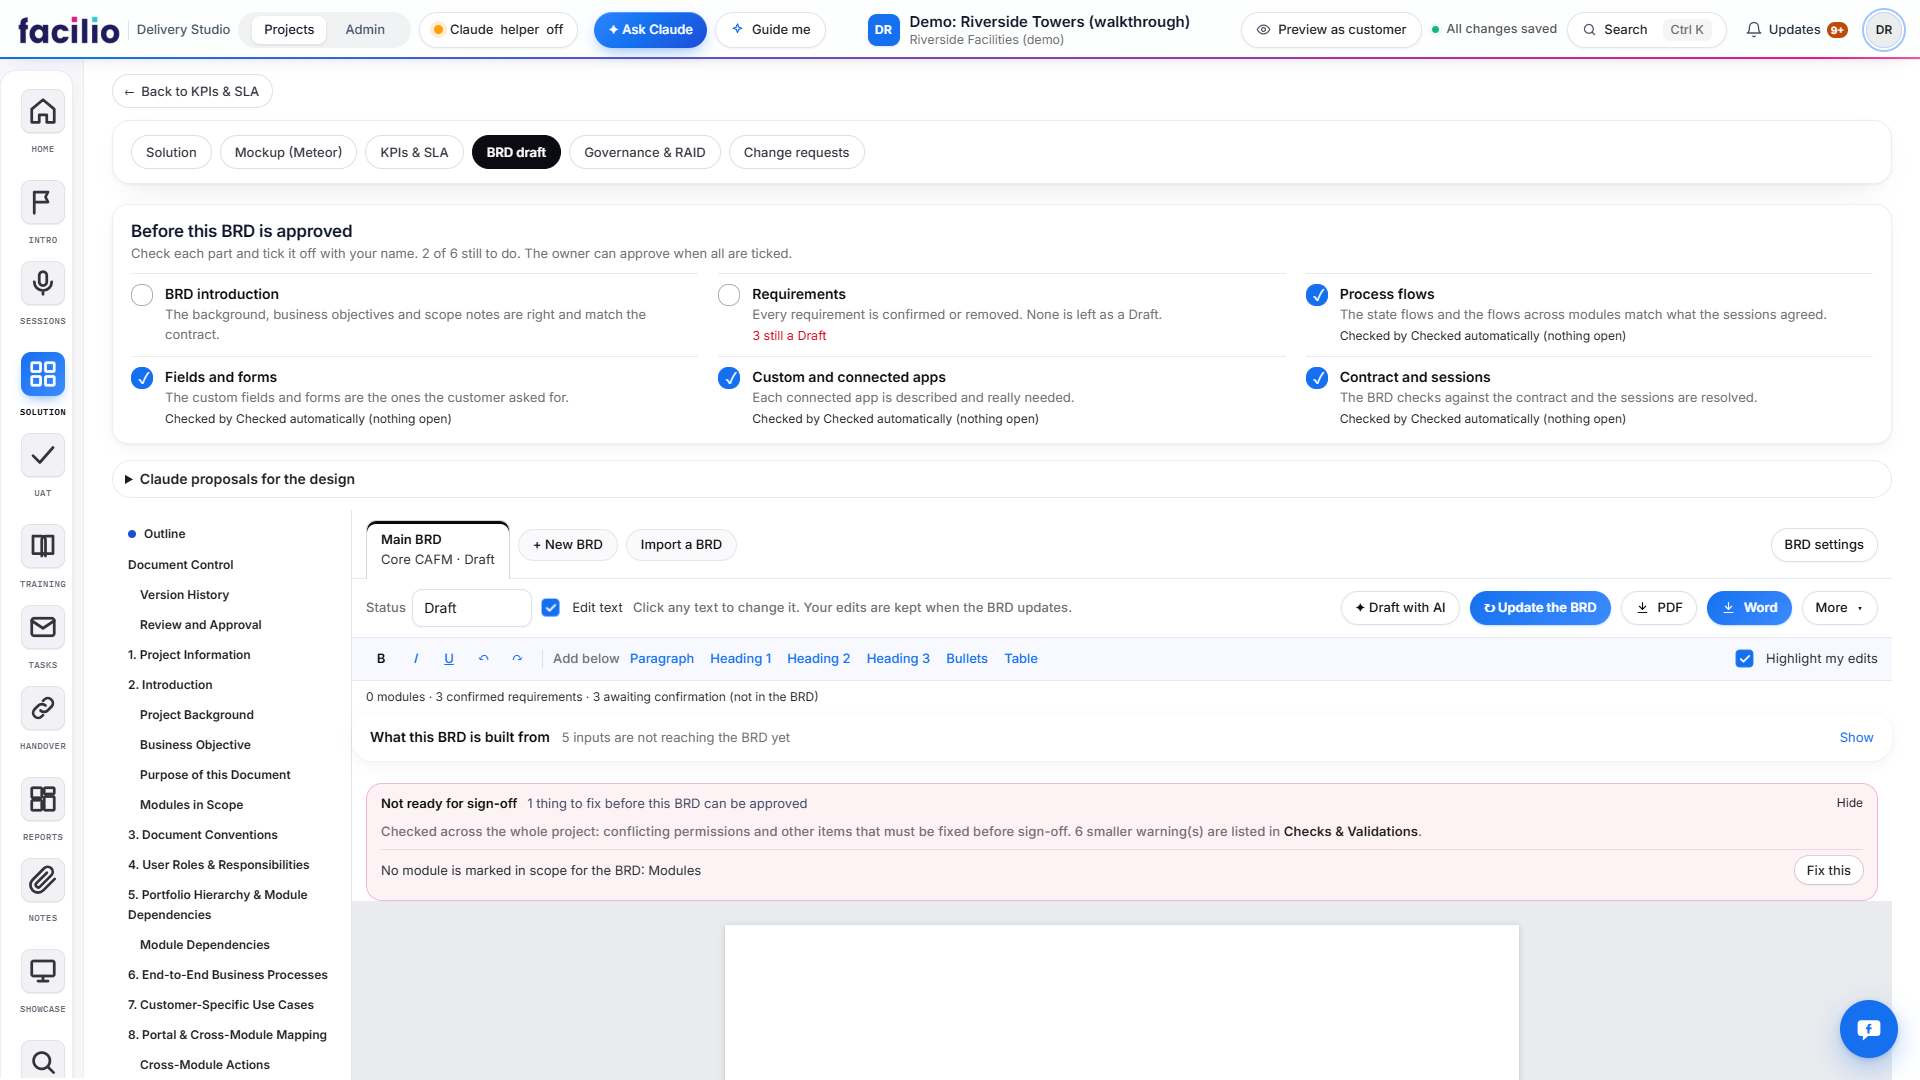 facilio
Delivery Studio
Projects
Admin
Claude helper off
✦ Ask Claude
Guide me
DR
Demo: Riverside Towers (walkthrough)
Riverside Facilities (demo)
Preview as customer
All changes saved
Search
Ctrl K
Updates
9+
DR
HOME
INTRO
SESSIONS
SOLUTION
UAT
TRAINING
TASKS
HANDOVER
REPORTS
NOTES
SHOWCASE
← Back to KPIs & SLA
Solution
Mockup (Meteor)
KPIs & SLA
BRD draft
Governance & RAID
Change requests
Before this BRD is approved
Check each part and tick it off with your name. 2 of 6 still to do. The owner can approve when all are ticked.
BRD introduction
The background, business objectives and scope notes are right and match the
contract.
Requirements
Every requirement is confirmed or removed. None is left as a Draft.
3 still a Draft
Process flows
The state flows and the flows across modules match what the sessions agreed.
Checked by Checked automatically (nothing open)
Fields and forms
The custom fields and forms are the ones the customer asked for.
Checked by Checked automatically (nothing open)
Custom and connected apps
Each connected app is described and really needed.
Checked by Checked automatically (nothing open)
Contract and sessions
The BRD checks against the contract and the sessions are resolved.
Checked by Checked automatically (nothing open)
▶ Claude proposals for the design
Outline
Document Control
Version History
Review and Approval
1. Project Information
2. Introduction
Project Background
Business Objective
Purpose of this Document
Modules in Scope
3. Document Conventions
4. User Roles & Responsibilities
5. Portfolio Hierarchy & Module
Dependencies
Module Dependencies
6. End-to-End Business Processes
7. Customer-Specific Use Cases
8. Portal & Cross-Module Mapping
Cross-Module Actions
Main BRD
Core CAFM · Draft
+ New BRD
Import a BRD
BRD settings
Status
Draft
Edit text
Click any text to change it. Your edits are kept when the BRD updates.
✦ Draft with AI
↻ Update the BRD
PDF
Word
More
B
I
U
Add below
Paragraph
Heading 1
Heading 2
Heading 3
Bullets
Table
Highlight my edits
0 modules · 3 confirmed requirements · 3 awaiting confirmation (not in the BRD)
What this BRD is built from
5 inputs are not reaching the BRD yet
Show
Not ready for sign-off
1 thing to fix before this BRD can be approved
Hide
Checked across the whole project: conflicting permissions and other items that must be fixed before sign-off. 6 smaller warning(s) are listed in Checks & Validations.
No module is marked in scope for the BRD: Modules
Fix this